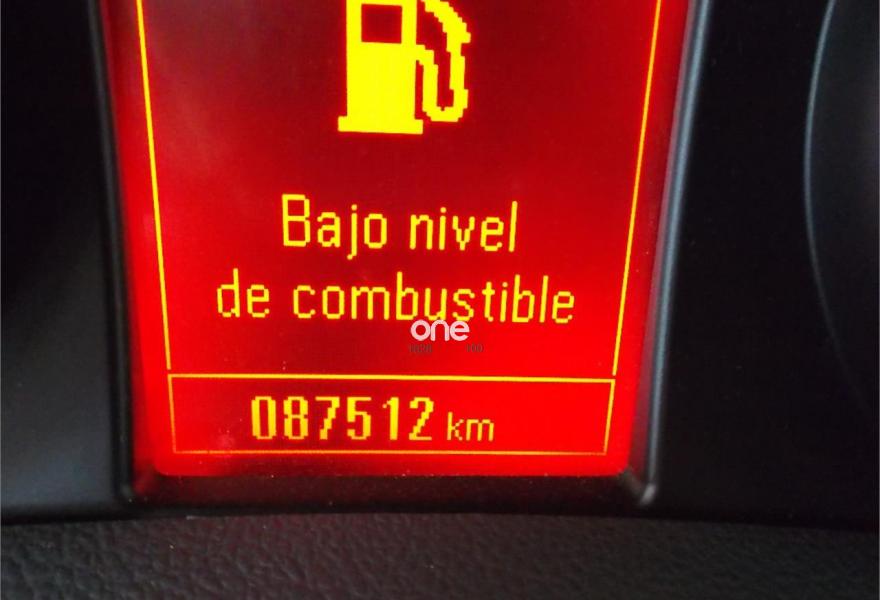 Bajo nivel
de combustible
one
087512 km